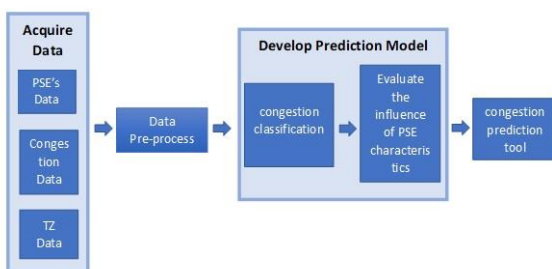 Acquire
Data
PSE's
Data
Conges
tion
Data
TZ
Data
Data
Pre-process
Develop Prediction Model
congestion
classification
Evaluate
the
influence
of PSE
characteris
tics
congestion
prediction
tool